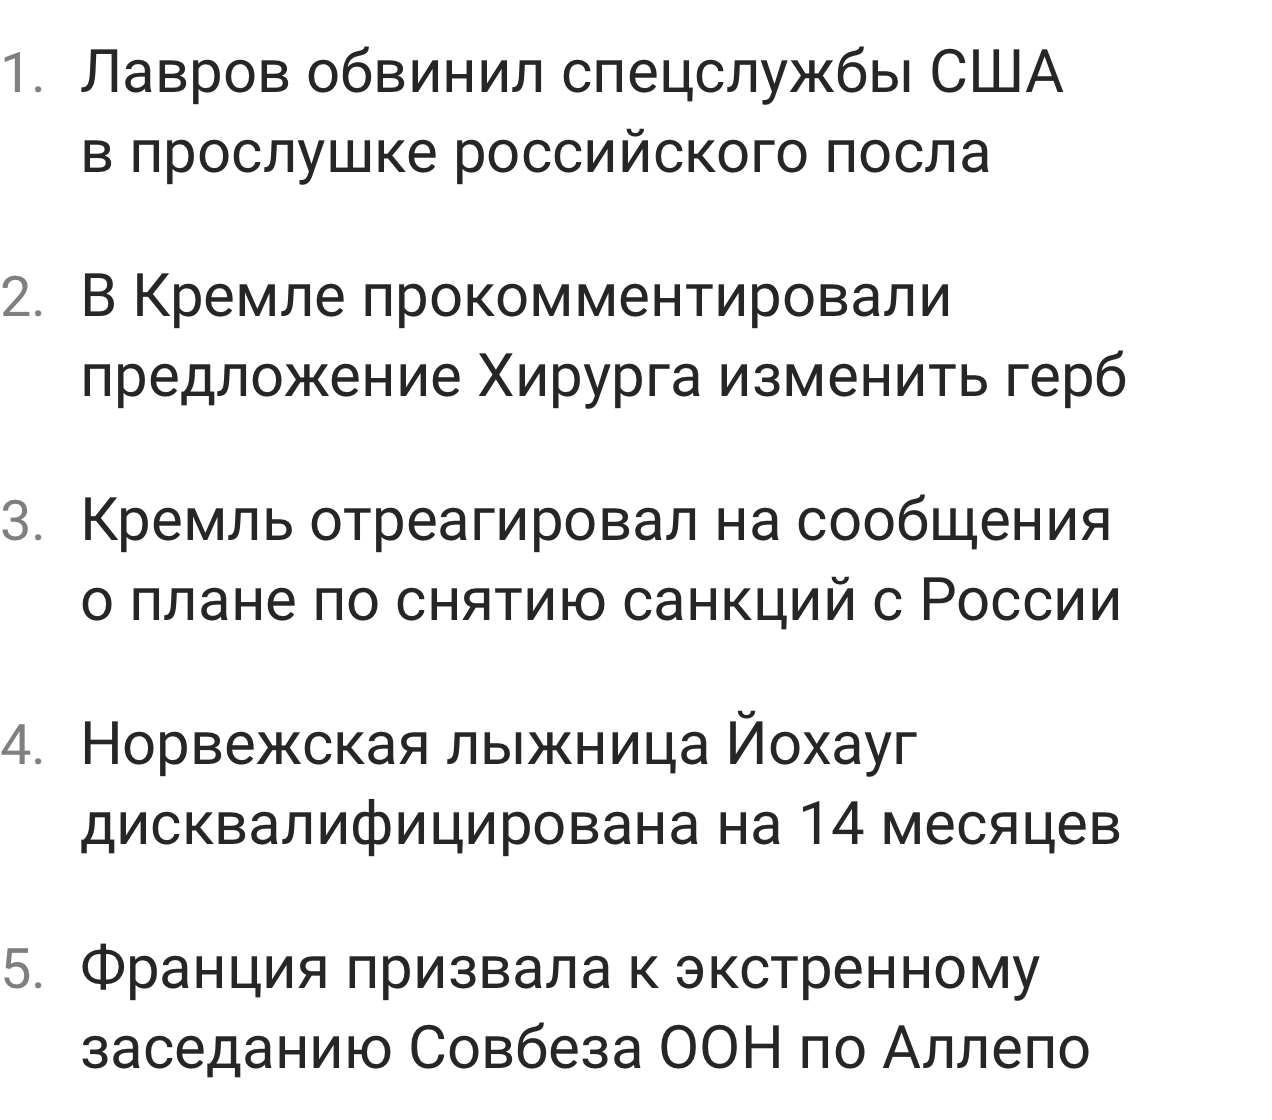 1. Лавров обвинил спецслужбы США
в прослушке российского посла
2. В Кремле прокомментировали
предложение Хирурга изменить герб
3. Кремль отреагировал на сообщения
о плане по снятию санкций с России
4. Норвежская лыжница Йохауг
дисквалифицирована на 14 месяцев
5. Франция призвала к экстренному
заседанию Совбеза ООН по Аллепо